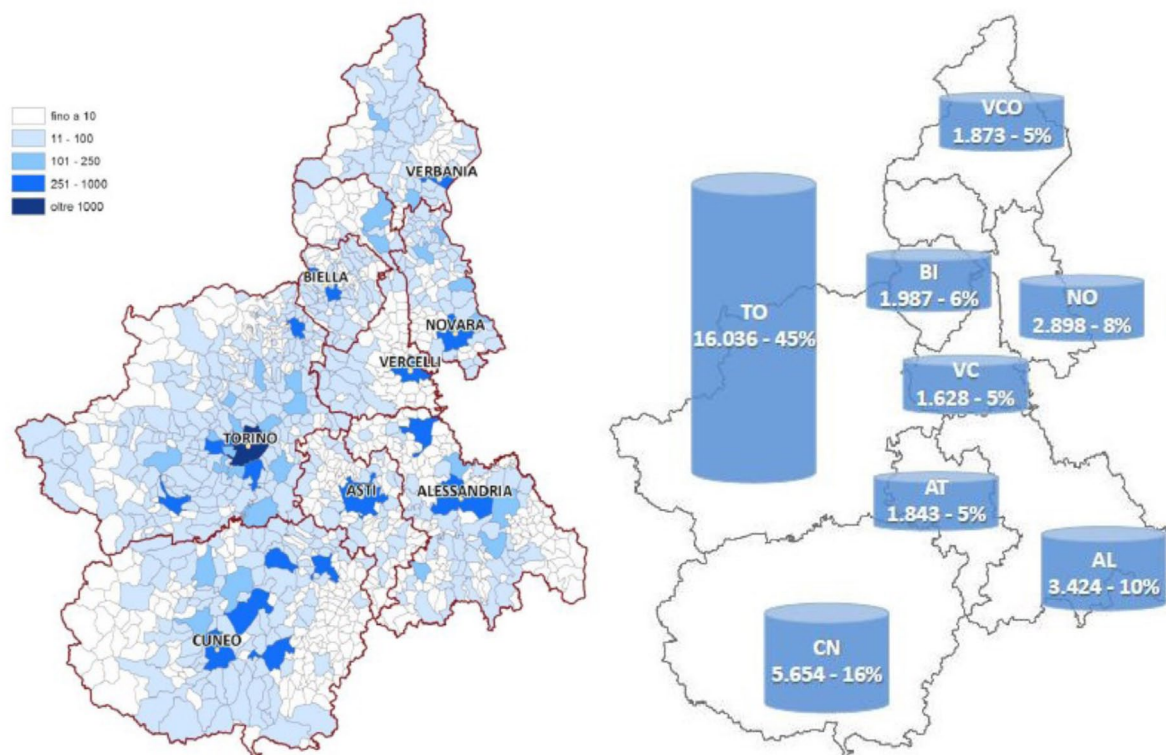 fino a 10
11 - 100
101 - 250
251 - 1000
oltre 1000
VERBANIA
BIELLA
NOVARA
VERCELLI
TORINO
ASTI
ALESSANDRIA
CUNEO
VCO
1.873 - 5%
BI
1.987 - 6%
NO
2.898 - 8%
TO
16.036 - 45%
VC
1.628 - 5%
AT
1.843 - 5%
AL
3.424 - 10%
CN
5.654 - 16%